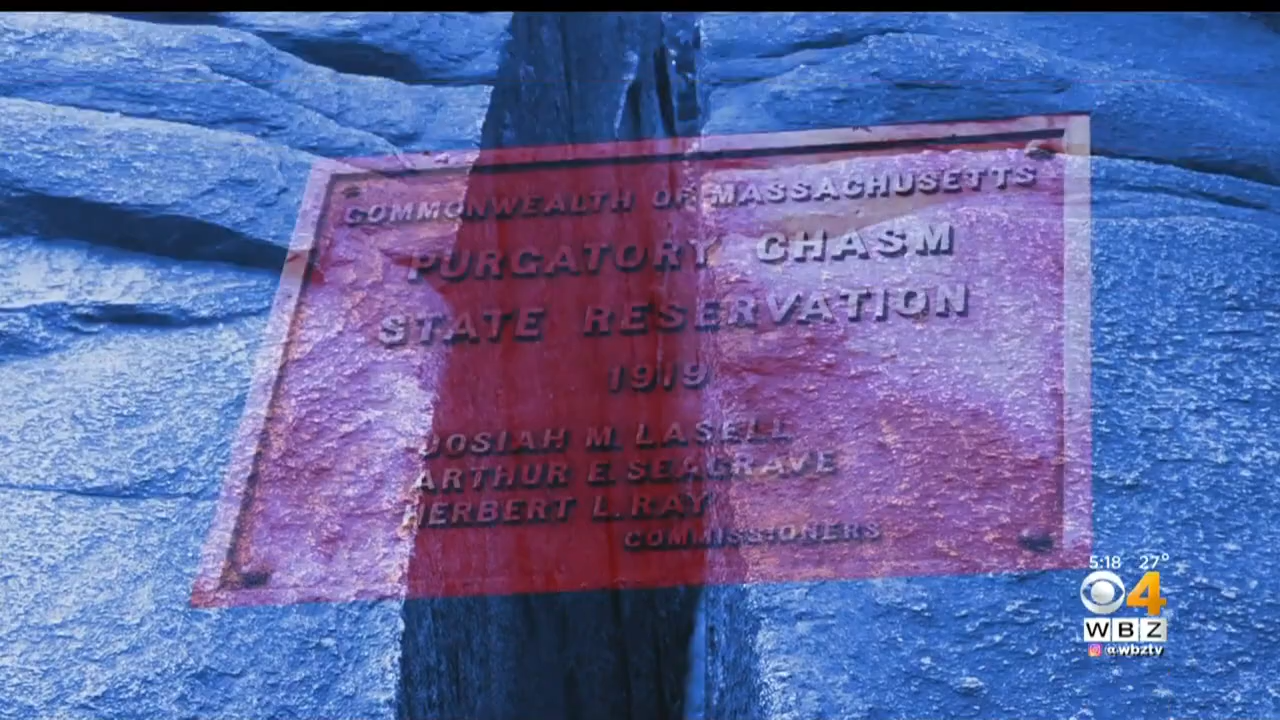 COMMONWEALTH OF MASSACHUSETTS
PURGATORY CHASM
STATE RESERVATION
1919
JOSIAH M. LASELL
ARTHUR E. SEAGRAVE
HERBERT L. RAY
COMMISSIONERS
5:18 27°
4
WBZ
@wbztv